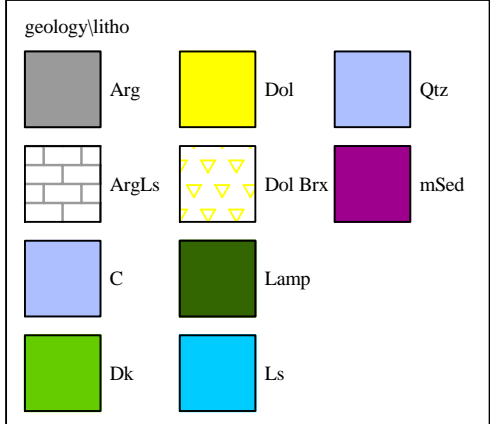 geology\litho
Arg
Dol
Qtz
ArgLs
Dol Brx
mSed
C
Lamp
Dk
Ls